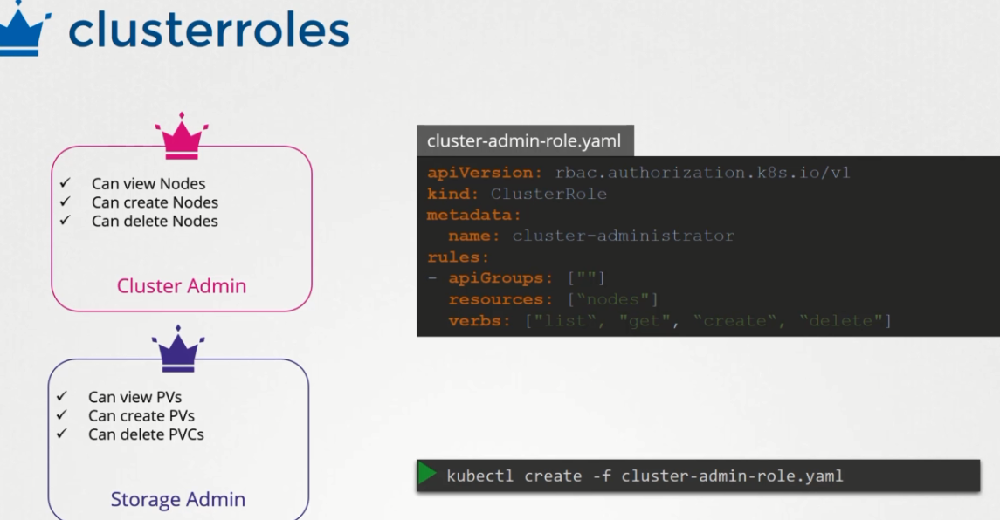 clusterroles
✓ Can view Nodes
✓ Can create Nodes
✓ Can delete Nodes
Cluster Admin
✓ Can view PVs
✓ Can create PVs
✓ Can delete PVCs
Storage Admin
cluster-admin-role.yaml
apiVersion: rbac.authorization.k8s.io/v1
kind: ClusterRole
metadata:
  name: cluster-administrator
rules:
- apiGroups: [""]
  resources: [“nodes"]
  verbs: ["list“, "get", “create“, “delete"]
kubectl create -f cluster-admin-role.yaml